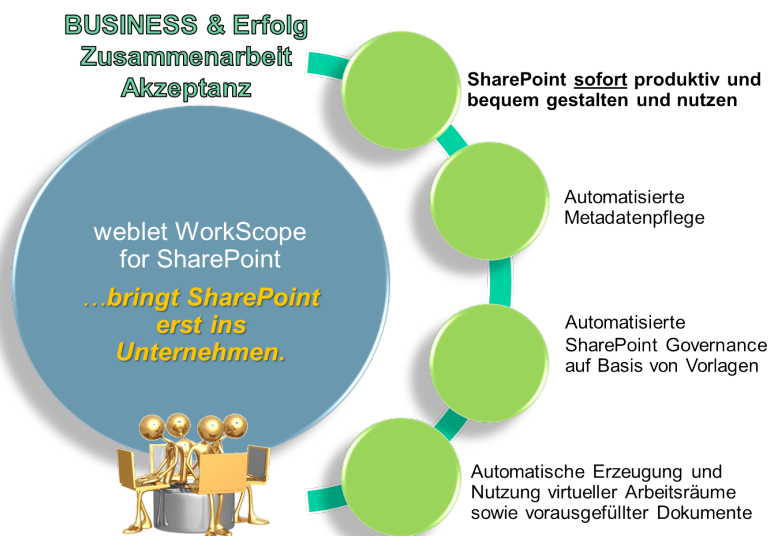 BUSINESS & Erfolg
Zusammenarbeit
Akzeptanz
weblet WorkScope
for SharePoint
...bringt SharePoint
erst ins
Unternehmen.
SharePoint sofort produktiv und
bequem gestalten und nutzen
Automatisierte
Metadatenpflege
Automatisierte
SharePoint Governance
auf Basis von Vorlagen
Automatische Erzeugung und
Nutzung virtueller Arbeitsräume
sowie vorausgefüllter Dokumente